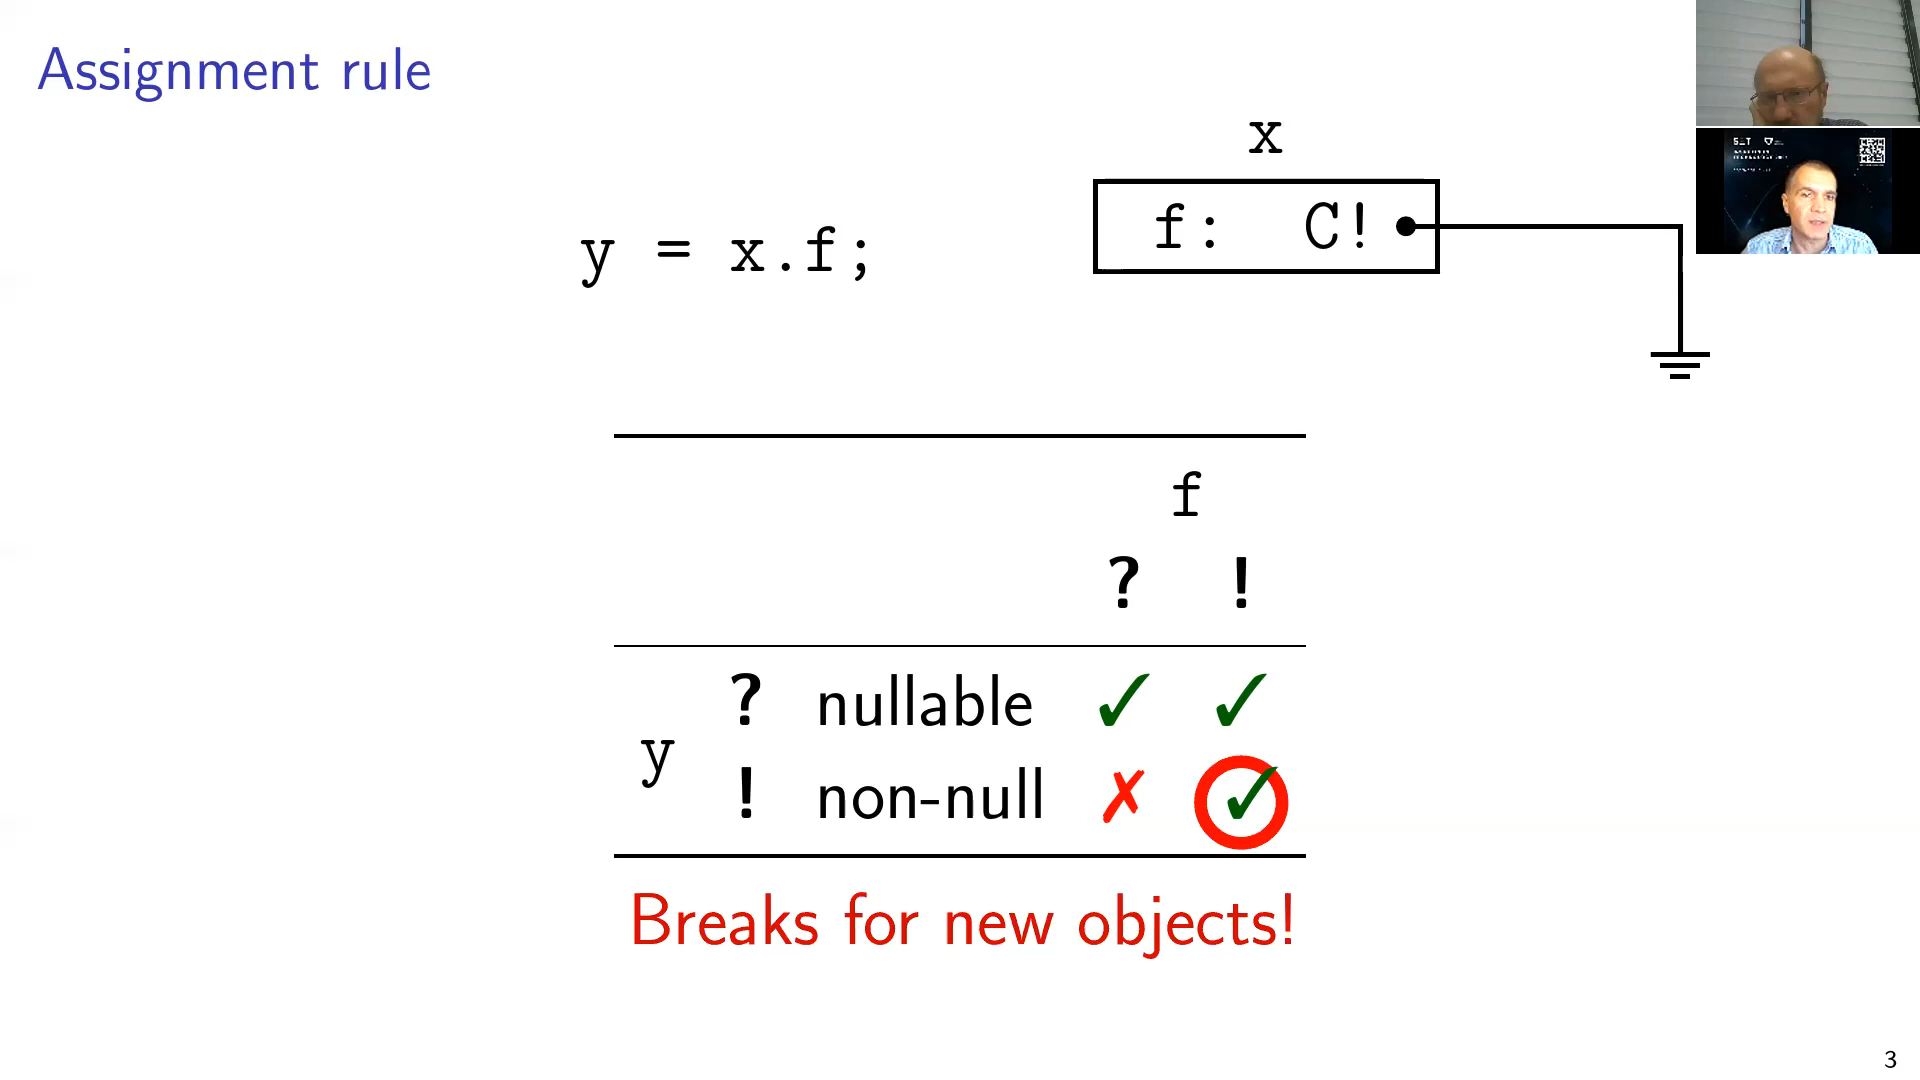 Assignment rule
x
y = x.f;
f: C!
f
? !
? nullable ✓ ✓
y
! non-null ✗ ✓
Breaks for new objects!
3